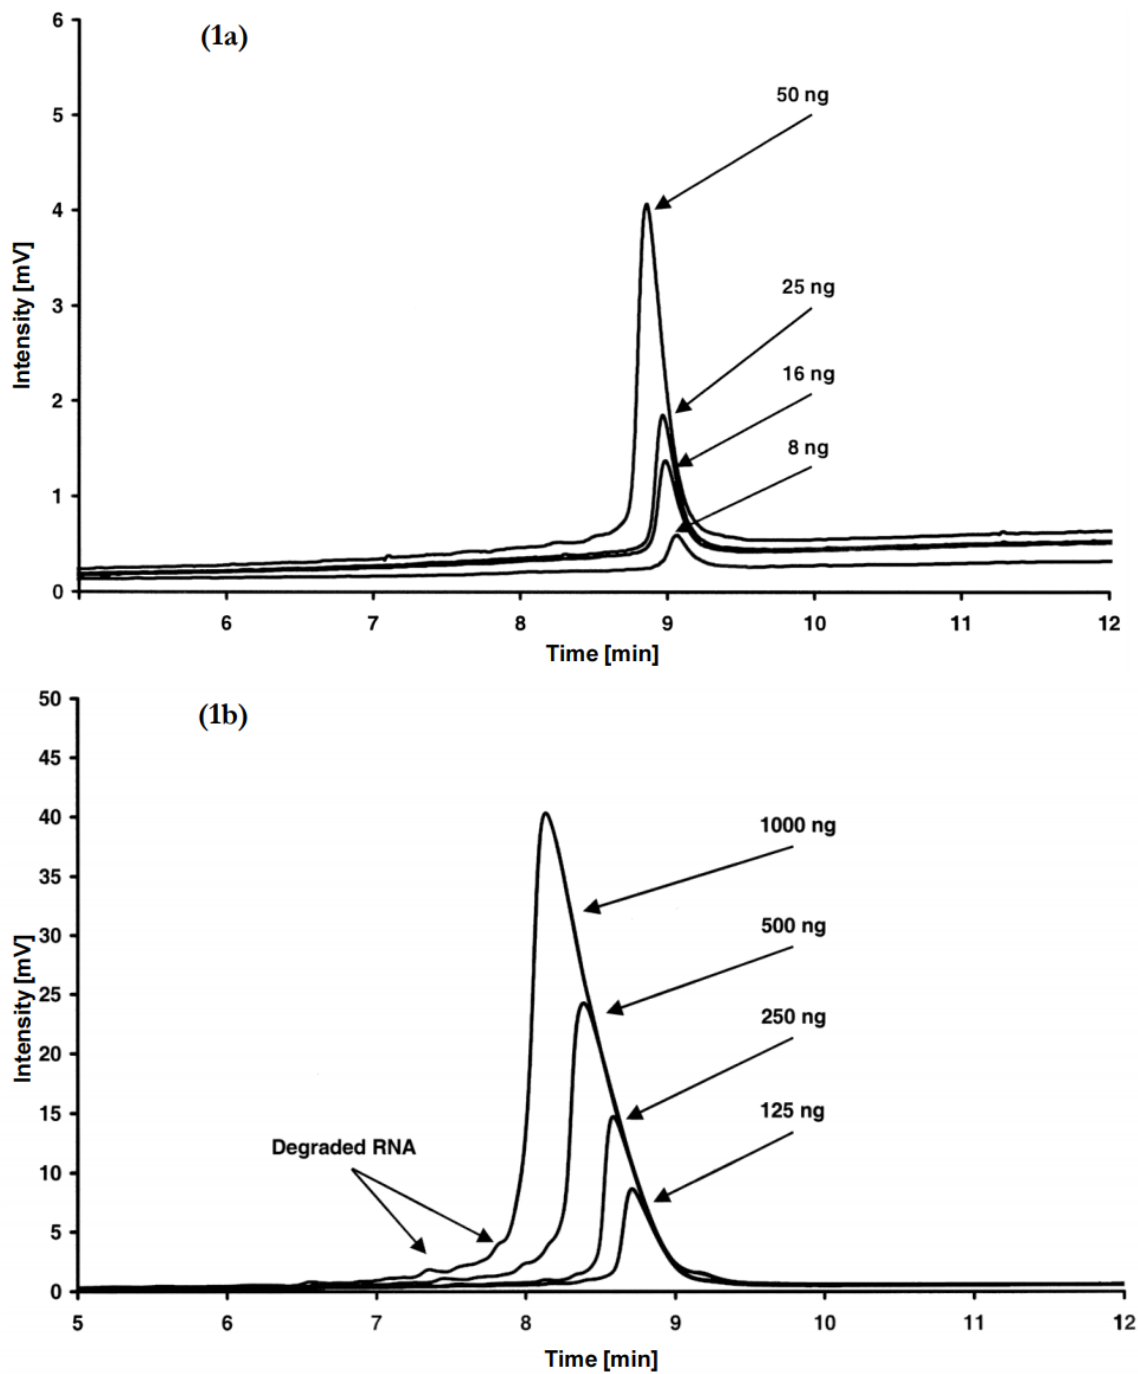 (1a)
6
5
4
3
2
1
0
Intensity [mV]
50 ng
25 ng
16 ng
8 ng
6 7 8 9 10 11 12
Time [min]
(1b)
50
45
40
35
30
25
20
15
10
5
0
Intensity [mV]
1000 ng
500 ng
250 ng
125 ng
Degraded RNA
5 6 7 8 9 10 11 12
Time [min]